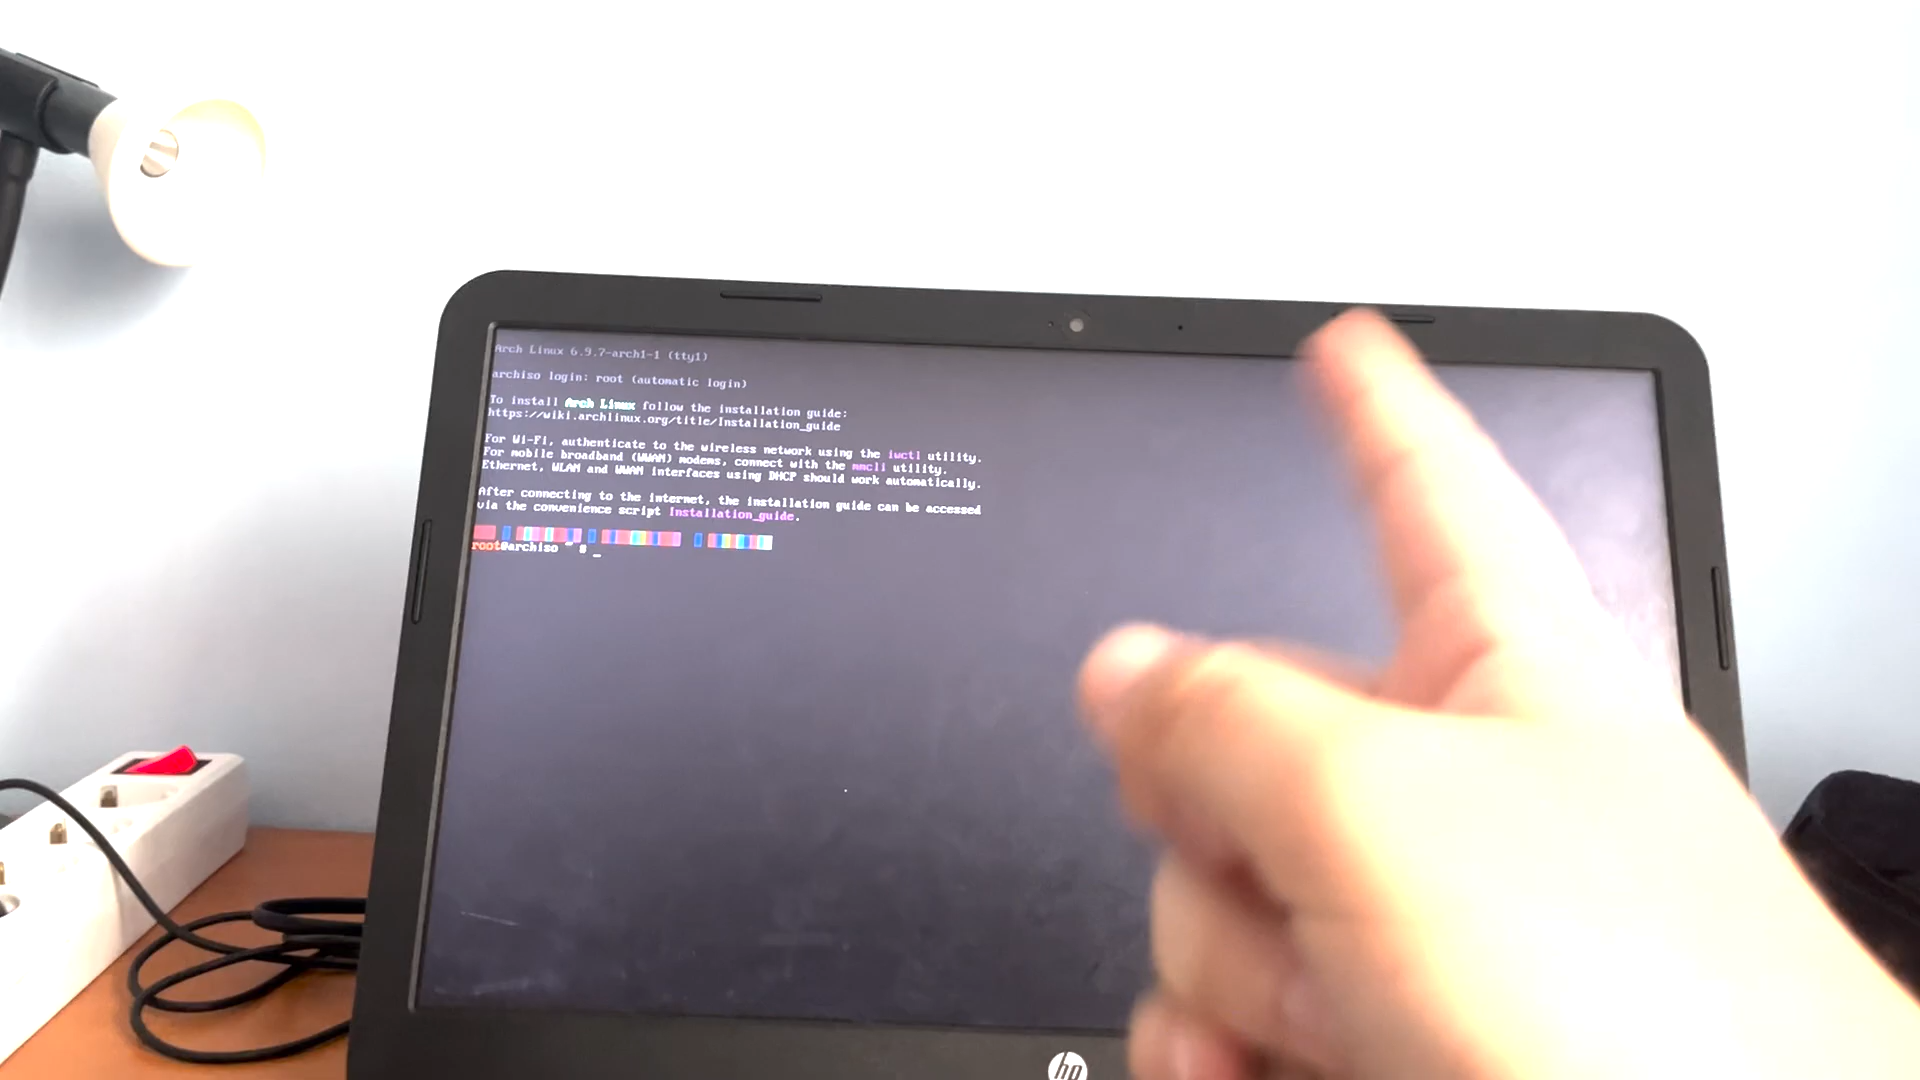 Arch Linux 6.9.7-arch1-1 (tty1)
archiso login: root (automatic login)
To install Arch Linux follow the installation guide:
https://wiki.archlinux.org/title/Installation_guide
For Wi-Fi, authenticate to the wireless network using the iwctl utility.
For mobile broadband (WWAN) modems, connect with the mmcli utility.
Ethernet, WLAN and WWAN interfaces using DHCP should work automatically.
After connecting to the internet, the installation guide can be accessed
via the convenience script Installation_guide.
root@archiso ~ # _
hp